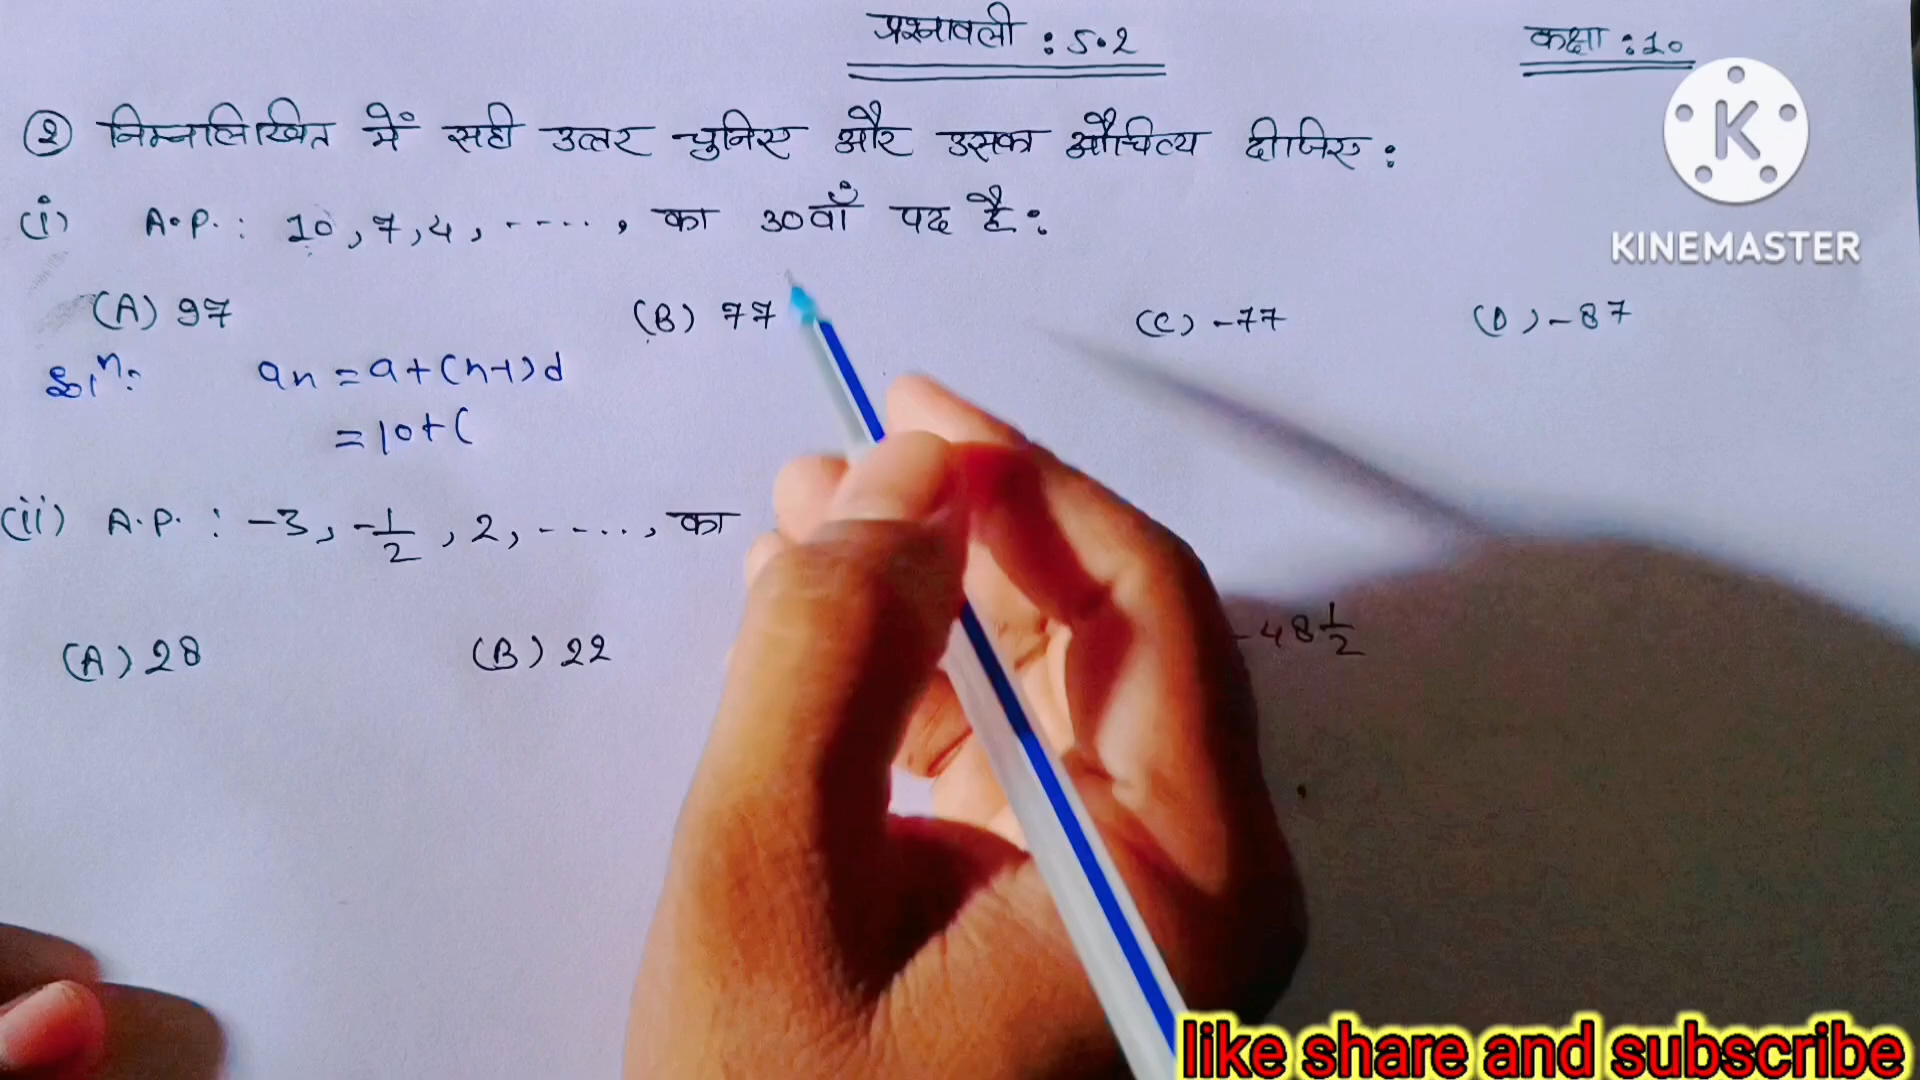 प्रश्नावली : 5.2
कक्षा : 10
② निम्नलिखित में सही उत्तर चुनिए और उसका औचित्य दीजिए :
(i) A.P. : 10, 7, 4, ....., का 30वाँ पद है :
(A) 97 (B) 77 (C) -77 (D) -87
Solⁿ: an = a+(n-1)d
= 10+(
(ii) A.P. : -3, -1/2, 2, ....., का
(A) 28 (B) 22 -48 1/2
K
KINEMASTER
like share and subscribe